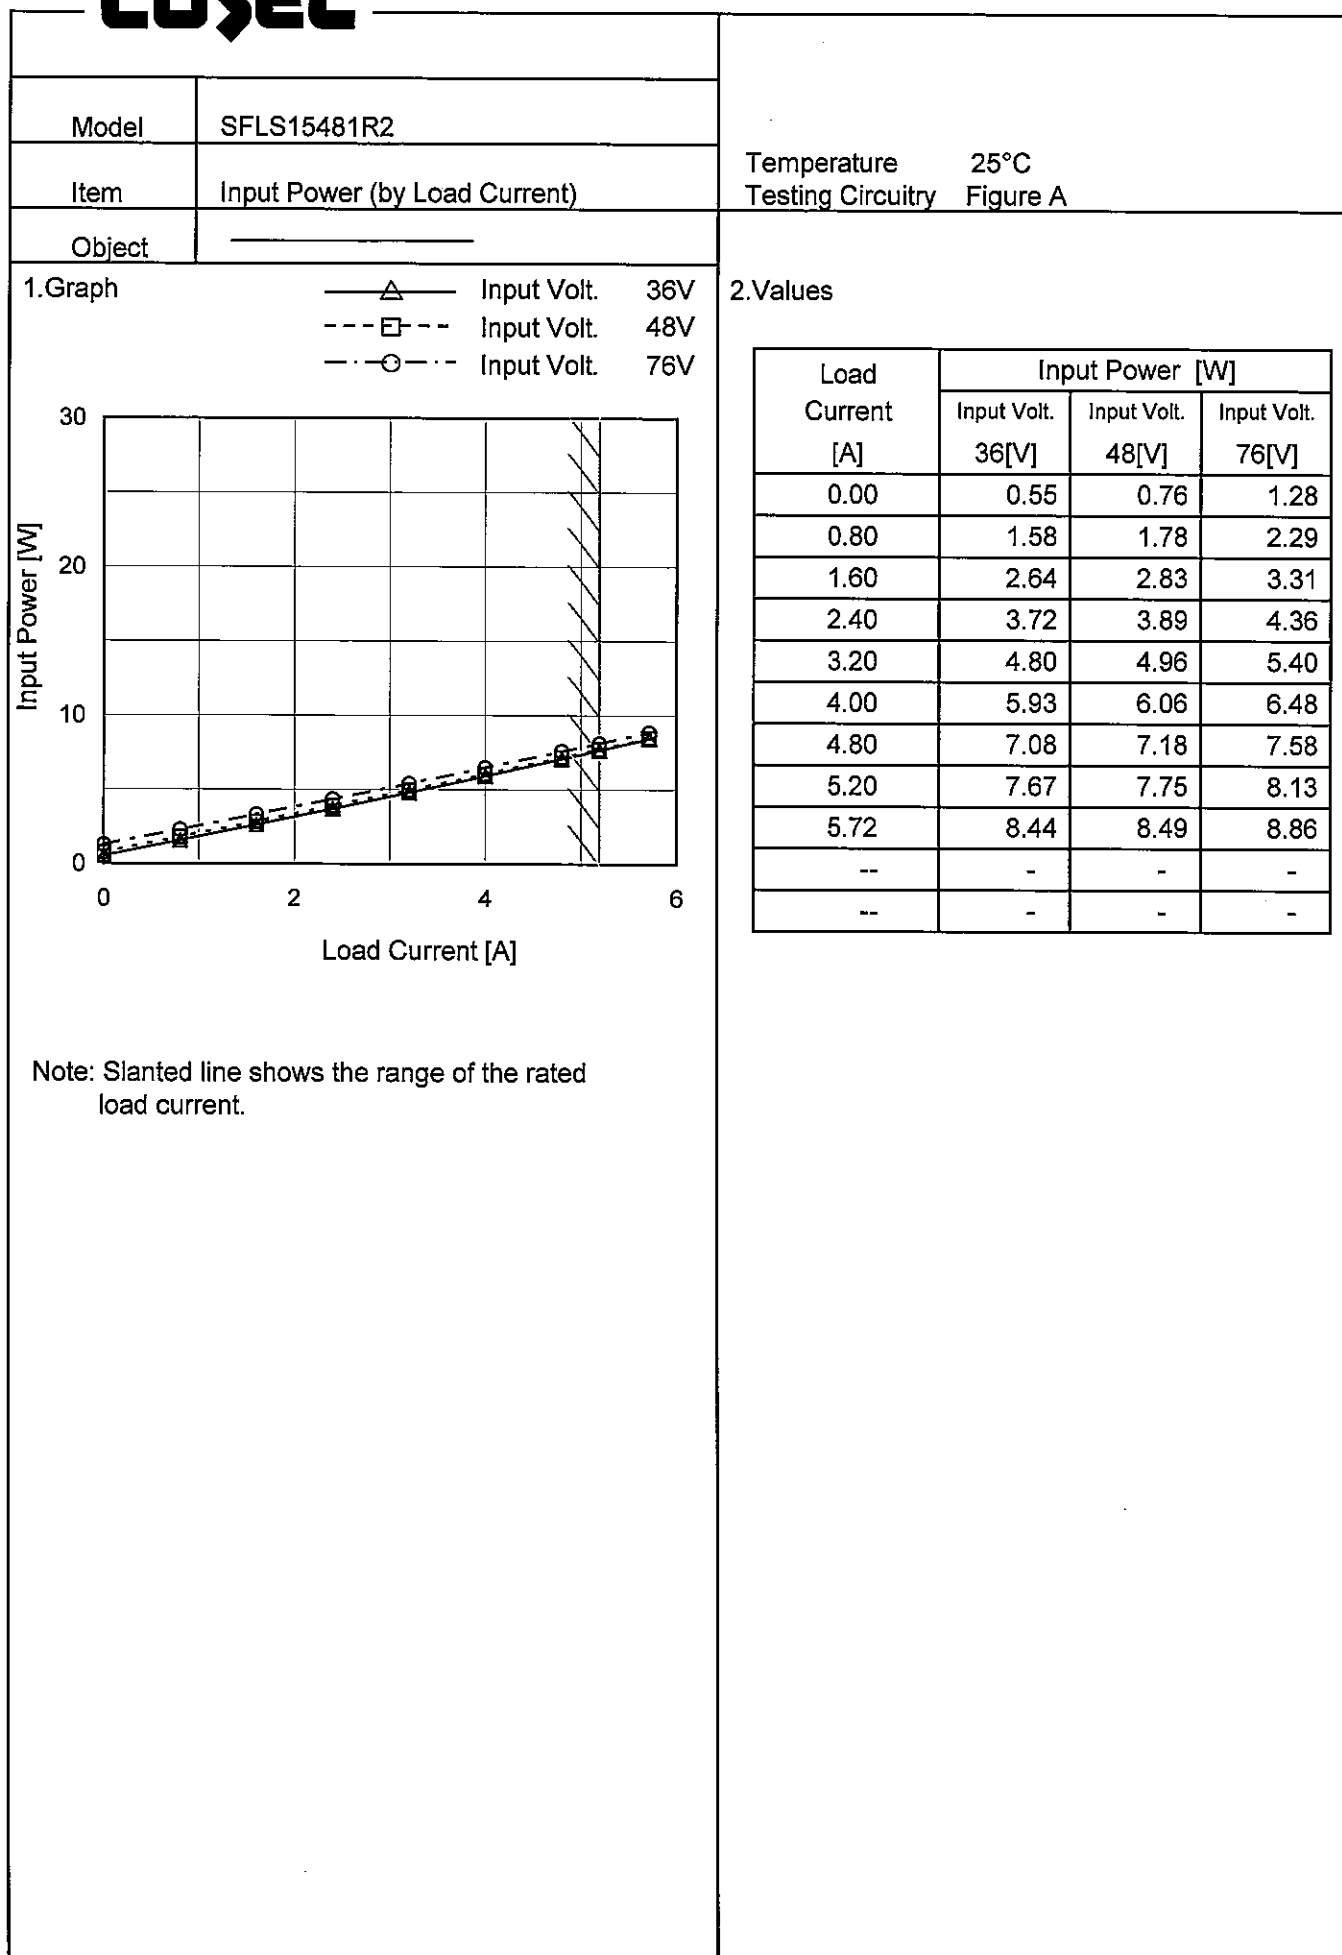 COSEL
Model SFLS15481R2
Item Input Power (by Load Current)
Object
Temperature 25°C
Testing Circuitry Figure A
1.Graph
Input Volt. 36V
Input Volt. 48V
Input Volt. 76V
30
20
10
0
0 2 4 6
Input Power [W]
Load Current [A]
Note: Slanted line shows the range of the rated
load current.
2.Values
Load Input Power [W]
Current Input Volt. Input Volt. Input Volt.
[A] 36[V] 48[V] 76[V]
0.00 0.55 0.76 1.28
0.80 1.58 1.78 2.29
1.60 2.64 2.83 3.31
2.40 3.72 3.89 4.36
3.20 4.80 4.96 5.40
4.00 5.93 6.06 6.48
4.80 7.08 7.18 7.58
5.20 7.67 7.75 8.13
5.72 8.44 8.49 8.86
-- - - -
-- - - -